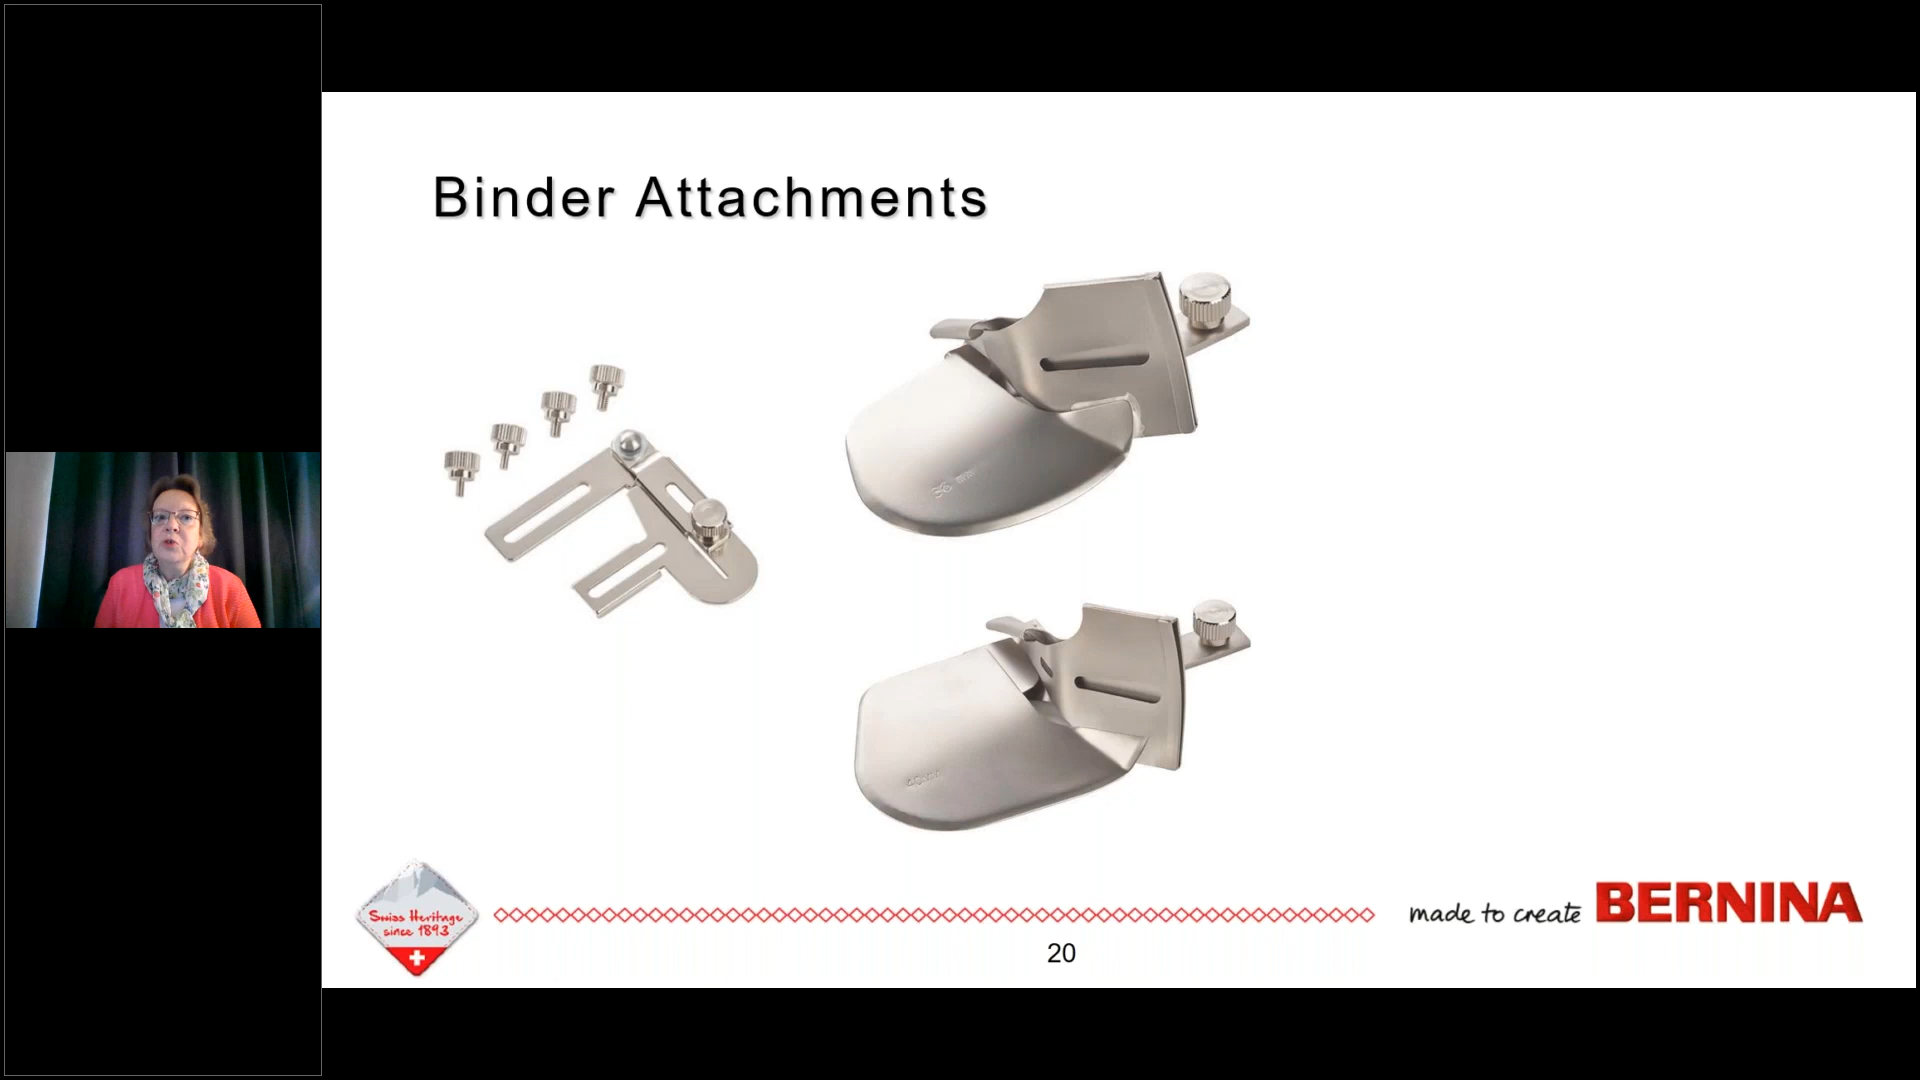 Binder Attachments
Swiss Heritage
since 1893
made to create BERNINA
20